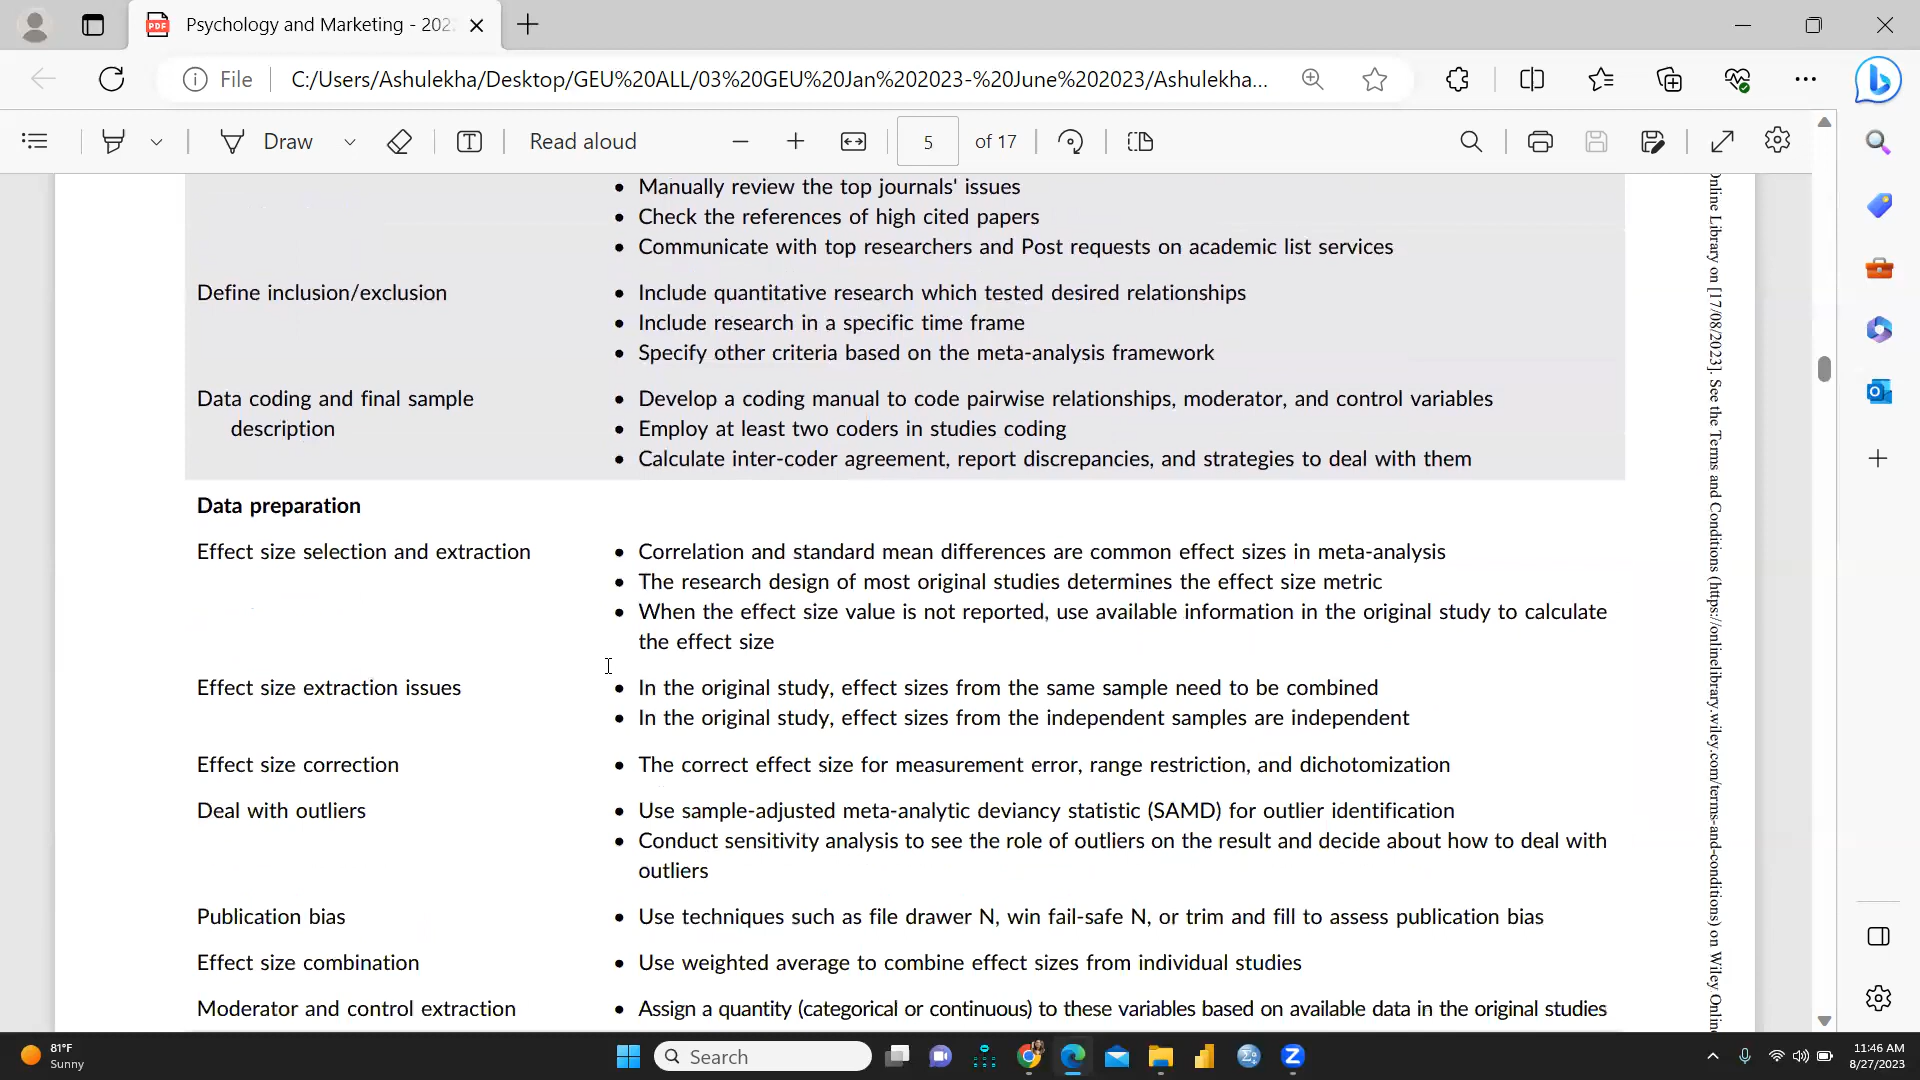 Psychology and Marketing - 202
File
C:/Users/Ashulekha/Desktop/GEU%20ALL/03%20GEU%20Jan%202023-%20June%202023/Ashulekha...
Draw
Read aloud
5 of 17
• Manually review the top journals' issues
• Check the references of high cited papers
• Communicate with top researchers and Post requests on academic list services
Define inclusion/exclusion • Include quantitative research which tested desired relationships
• Include research in a specific time frame
• Specify other criteria based on the meta-analysis framework
Data coding and final sample • Develop a coding manual to code pairwise relationships, moderator, and control variables
description • Employ at least two coders in studies coding
• Calculate inter-coder agreement, report discrepancies, and strategies to deal with them
Data preparation
Effect size selection and extraction • Correlation and standard mean differences are common effect sizes in meta-analysis
• The research design of most original studies determines the effect size metric
• When the effect size value is not reported, use available information in the original study to calculate
the effect size
Effect size extraction issues • In the original study, effect sizes from the same sample need to be combined
• In the original study, effect sizes from the independent samples are independent
Effect size correction • The correct effect size for measurement error, range restriction, and dichotomization
Deal with outliers • Use sample-adjusted meta-analytic deviancy statistic (SAMD) for outlier identification
• Conduct sensitivity analysis to see the role of outliers on the result and decide about how to deal with
outliers
Publication bias • Use techniques such as file drawer N, win fail-safe N, or trim and fill to assess publication bias
Effect size combination • Use weighted average to combine effect sizes from individual studies
Moderator and control extraction • Assign a quantity (categorical or continuous) to these variables based on available data in the original studies
Online Library on [17/08/2023]. See the Terms and Conditions (https://onlinelibrary.wiley.com/terms-and-conditions) on Wiley Onlin
81°F
Sunny
Search
11:46 AM
8/27/2023